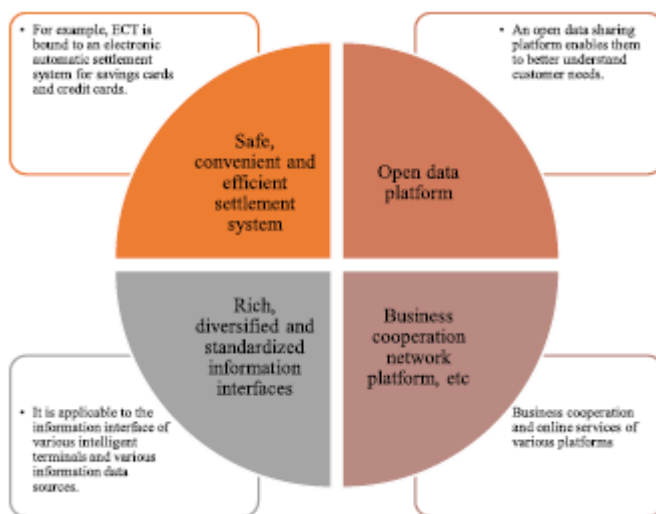 • For example, ECT is
bound to an electronic
automatic settlement
system for savings cards
and credit cards.
• An open data sharing
platform enables them
to better understand
customer needs.
Safe,
convenient and
efficient
settlement
system
Open data
platform
Rich,
diversified and
standardized
information
interfaces
Business
cooperation
network
platform, etc
• It is applicable to the
information interface of
various intelligent
terminals and various
information data
sources.
Business cooperation
and online services of
various platforms